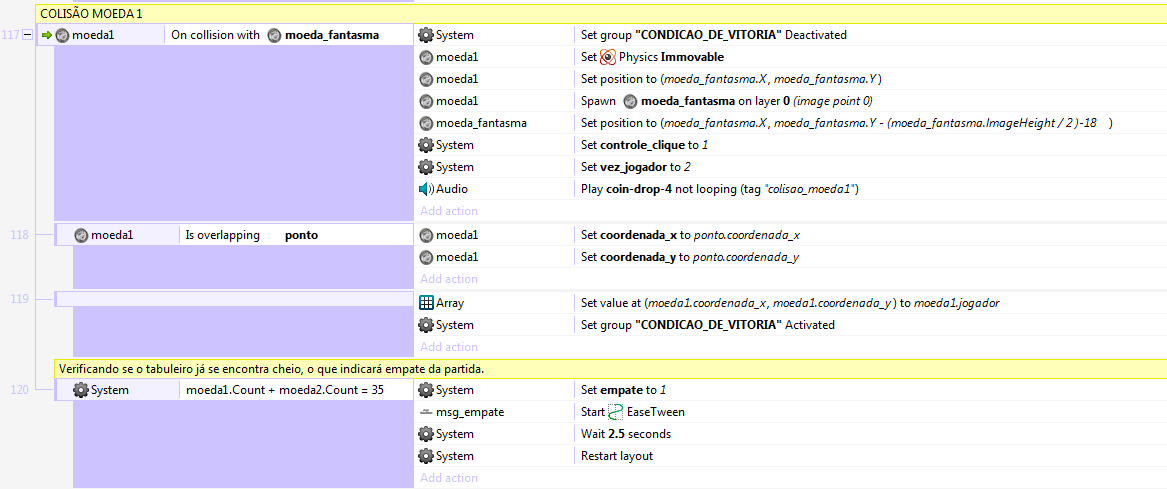 COLISÃO MOEDA 1
117 moeda1 On collision with moeda_fantasma System Set group "CONDICAO_DE_VITORIA" Deactivated
moeda1 Set Physics Immovable
moeda1 Set position to (moeda_fantasma.X, moeda_fantasma.Y)
moeda1 Spawn moeda_fantasma on layer 0 (image point 0)
moeda_fantasma Set position to (moeda_fantasma.X, moeda_fantasma.Y - (moeda_fantasma.ImageHeight / 2)-18 )
System Set controle_clique to 1
System Set vez_jogador to 2
Audio Play coin-drop-4 not looping (tag "colisao_moeda1")
Add action
118 moeda1 Is overlapping ponto moeda1 Set coordenada_x to ponto.coordenada_x
moeda1 Set coordenada_y to ponto.coordenada_y
Add action
119 Array Set value at (moeda1.coordenada_x, moeda1.coordenada_y) to moeda1.jogador
System Set group "CONDICAO_DE_VITORIA" Activated
Add action
Verificando se o tabuleiro já se encontra cheio, o que indicará empate da partida.
120 System moeda1.Count + moeda2.Count = 35 System Set empate to 1
msg_empate Start EaseTween
System Wait 2.5 seconds
System Restart layout
Add action